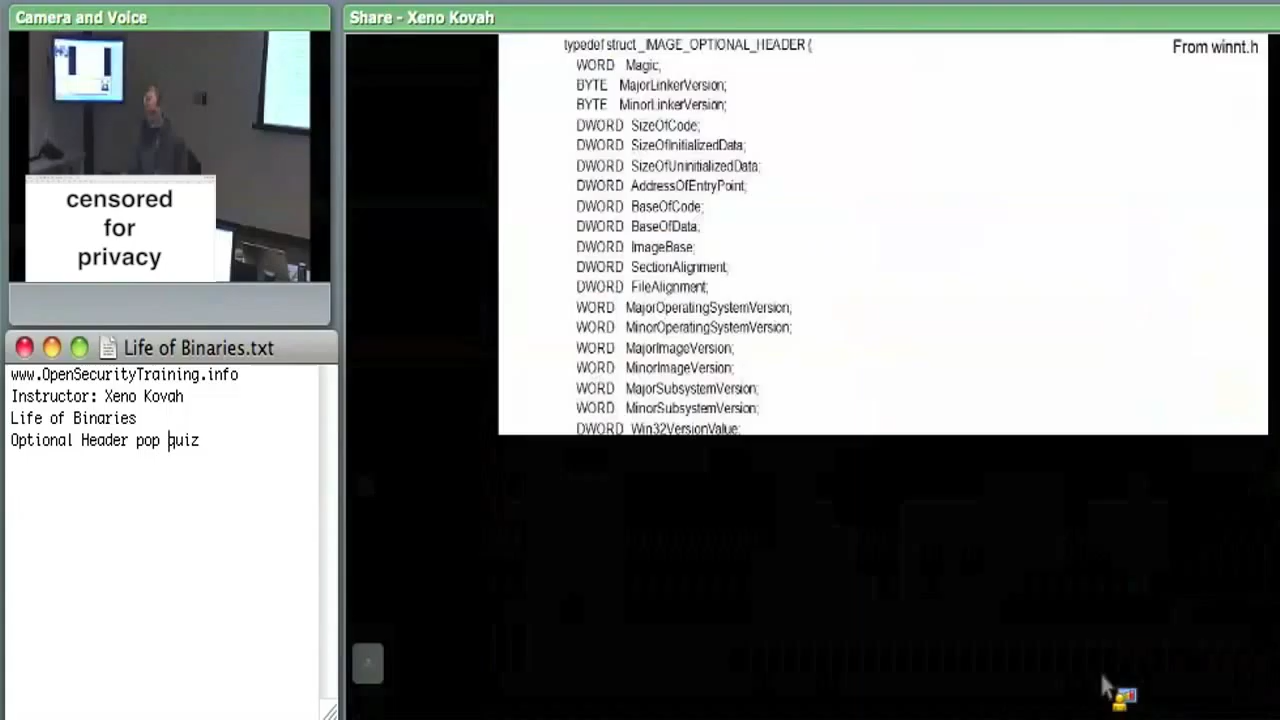 Camera and Voice
censored
for
privacy
Life of Binaries.txt
www.OpenSecurityTraining.info
Instructor: Xeno Kovah
Life of Binaries
Optional Header pop quiz
Share - Xeno Kovah
From winnt.h
typedef struct _IMAGE_OPTIONAL_HEADER {
WORD Magic;
BYTE MajorLinkerVersion;
BYTE MinorLinkerVersion;
DWORD SizeOfCode;
DWORD SizeOfInitializedData;
DWORD SizeOfUninitializedData;
DWORD AddressOfEntryPoint;
DWORD BaseOfCode;
DWORD BaseOfData;
DWORD ImageBase;
DWORD SectionAlignment;
DWORD FileAlignment;
WORD MajorOperatingSystemVersion;
WORD MinorOperatingSystemVersion;
WORD MajorImageVersion;
WORD MinorImageVersion;
WORD MajorSubsystemVersion;
WORD MinorSubsystemVersion;
DWORD Win32VersionValue;